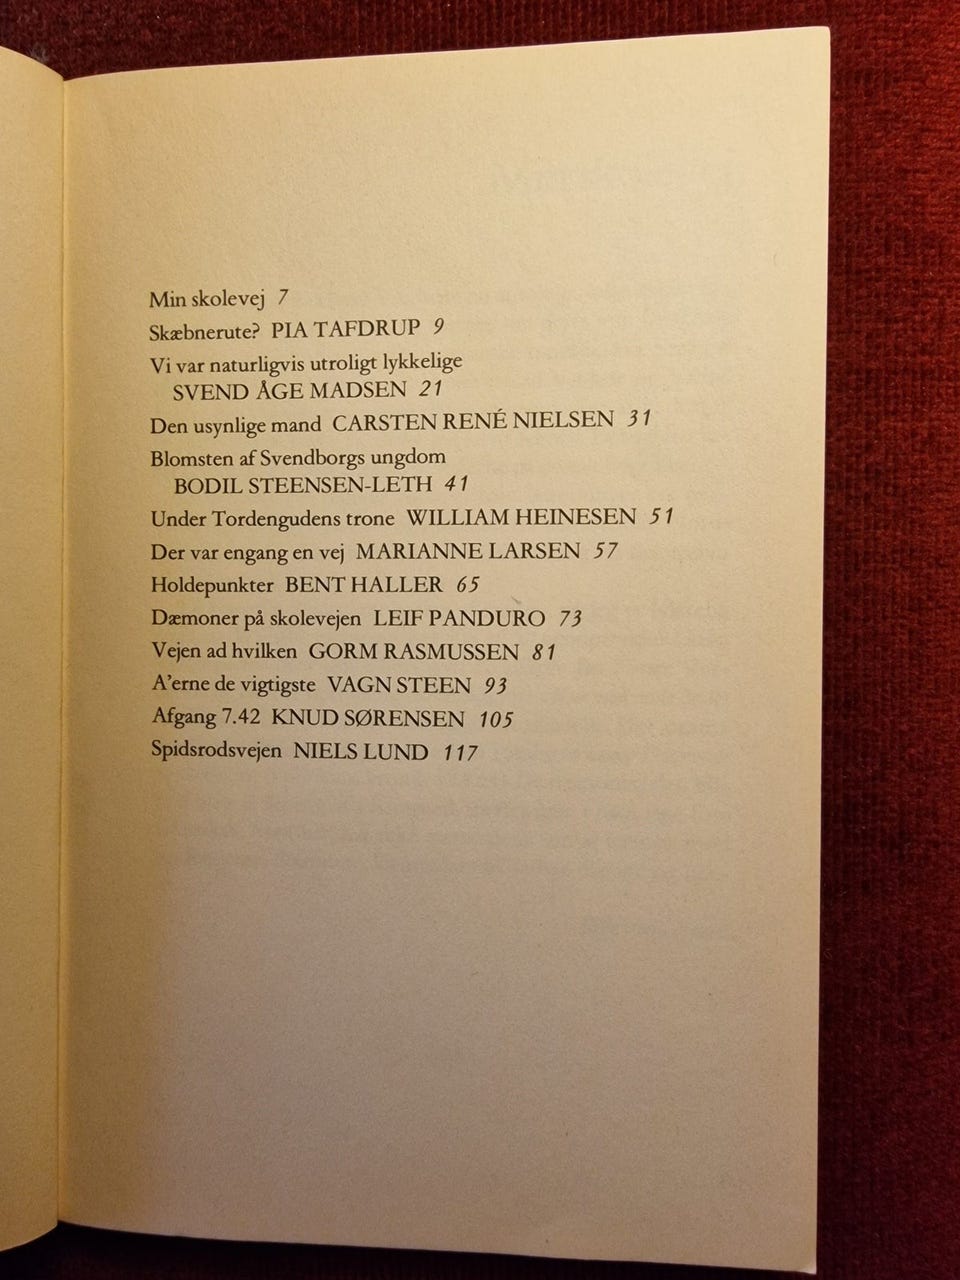 Min skolevej 7
Skæbnerute? PIA TAFDRUP 9
Vi var naturligvis utroligt lykkelige
SVEND ÅGE MADSEN 21
Den usynlige mand CARSTEN RENÉ NIELSEN 31
Blomsten af Svendborgs ungdom
BODIL STEENSEN-LETH 41
Under Tordengudens trone WILLIAM HEINESEN 51
Der var engang en vej MARIANNE LARSEN 57
Holdepunkter BENT HALLER 65
Dæmoner på skolevejen LEIF PANDURO 73
Vejen ad hvilken GORM RASMUSSEN 81
A’erne de vigtigste VAGN STEEN 93
Afgang 7.42 KNUD SØRENSEN 105
Spidsrodsvejen NIELS LUND 117